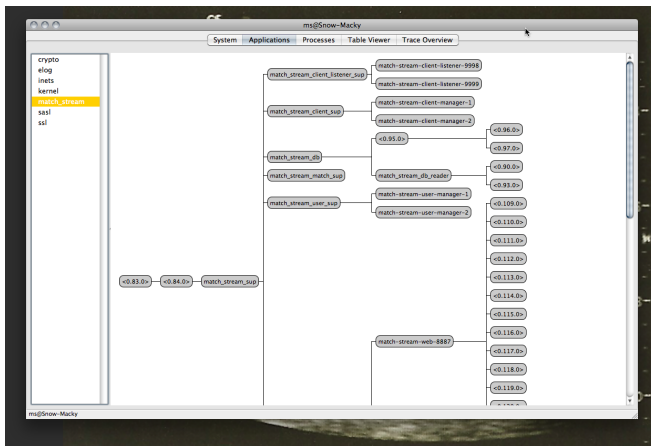 ms@Snow-Macky
System Applications Processes Table Viewer Trace Overview
crypto
elog
inets
kernel
match_stream
sasl
ssl
<0.83.0>
<0.84.0>
match_stream_sup
match_stream_client_listener_sup
match-stream-client-listener-9998
match-stream-client-listener-9999
match_stream_client_sup
match-stream-client-manager-1
match-stream-client-manager-2
match_stream_db
<0.95.0>
<0.96.0>
<0.97.0>
match_stream_db_reader
<0.90.0>
<0.93.0>
match_stream_match_sup
match_stream_user_sup
match-stream-user-manager-1
match-stream-user-manager-2
match-stream-web-8887
<0.109.0>
<0.110.0>
<0.111.0>
<0.112.0>
<0.113.0>
<0.114.0>
<0.115.0>
<0.116.0>
<0.117.0>
<0.118.0>
<0.119.0>
ms@Snow-Macky